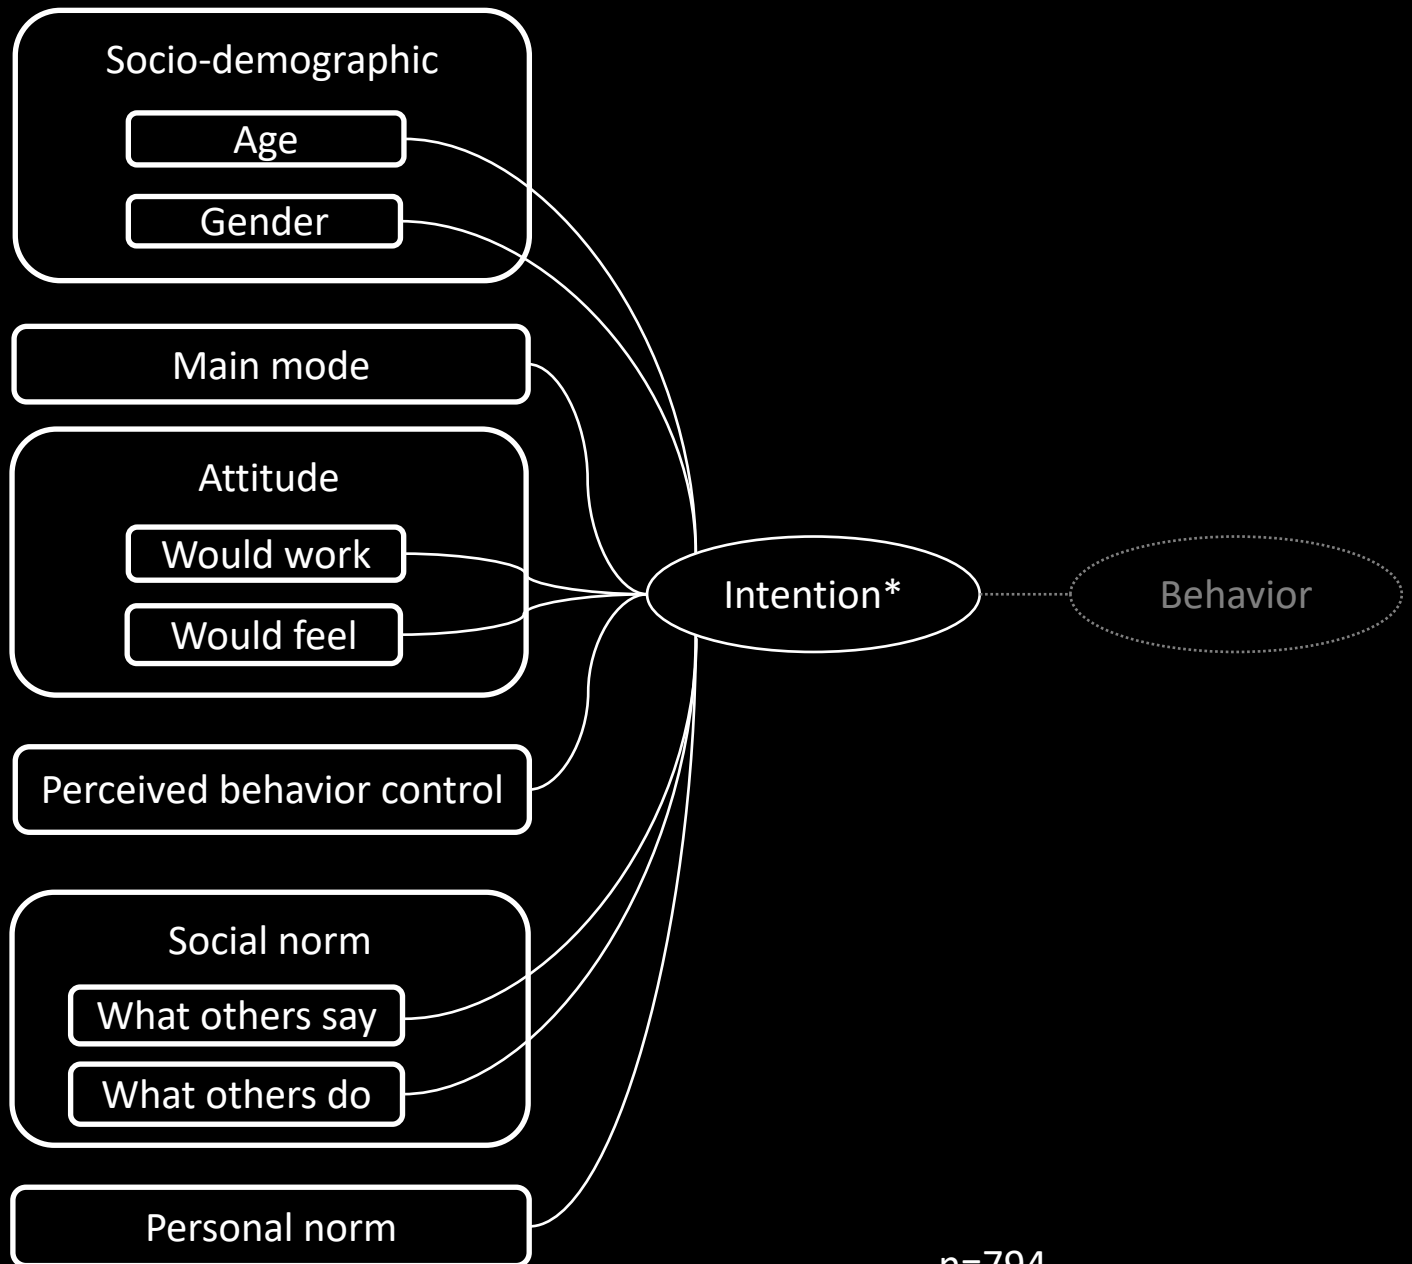 Socio-demographic
Age
Gender
Main mode
Attitude
Would work
Would feel
Intention*
Behavior
Perceived behavior control
Social norm
What others say
What others do
Personal norm
n=794